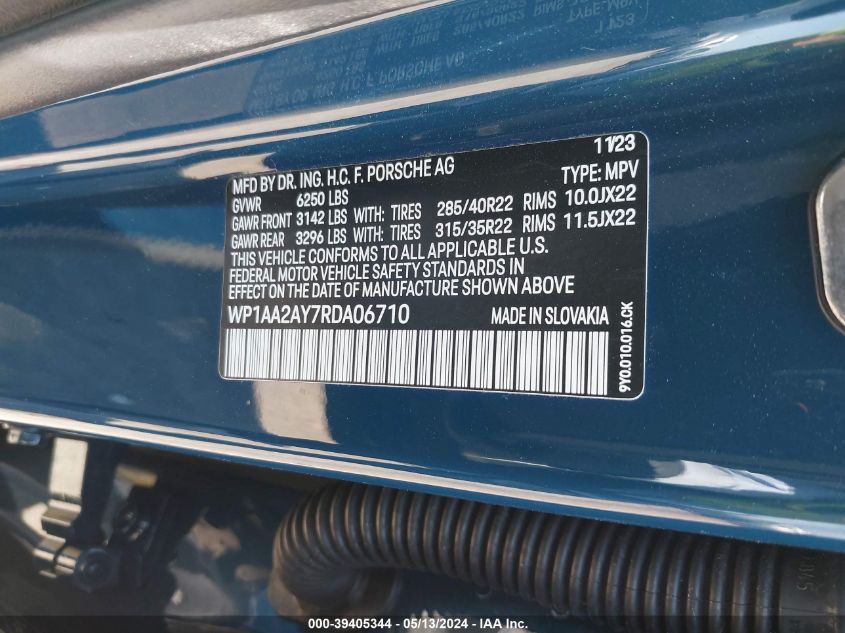 11/23
MFD BY DR. ING. H.C. F. PORSCHE AG TYPE: MPV
GVWR 6250 LBS
GAWR FRONT 3142 LBS WITH: TIRES 285/40R22 RIMS 10.0JX22
GAWR REAR 3296 LBS WITH: TIRES 315/35R22 RIMS 11.5JX22
THIS VEHICLE CONFORMS TO ALL APPLICABLE U.S.
FEDERAL MOTOR VEHICLE SAFETY STANDARDS IN
EFFECT ON THE DATE OF MANUFACTURE SHOWN ABOVE
WP1AA2AY7RDA06710 MADE IN SLOVAKIA
9Y0.010.016.CK
000-39405344 - 05/13/2024 - IAA Inc.